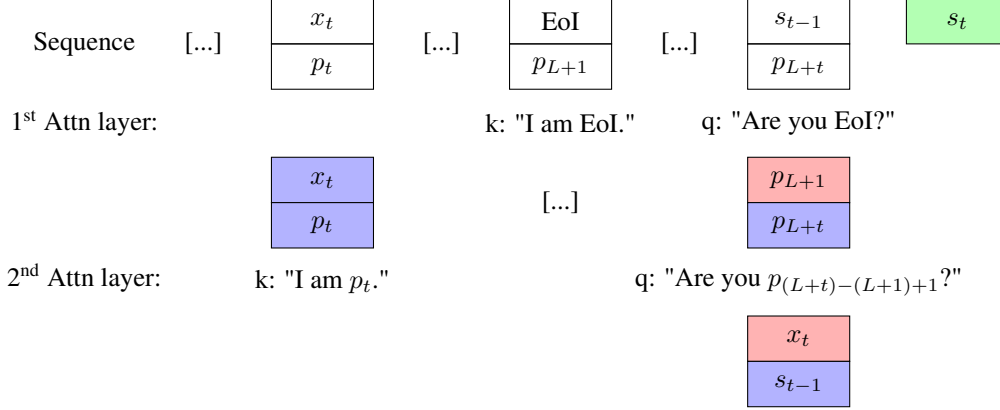 Sequence [...] x_t [...] EoI [...] s_{t−1} s_t
p_t p_{L+1} p_{L+t}
1st Attn layer: k: "I am EoI." q: "Are you EoI?"
x_t [...] p_{L+1}
p_t p_{L+t}
2nd Attn layer: k: "I am p_t." q: "Are you p_{(L+t)−(L+1)+1}?"
x_t
s_{t−1}